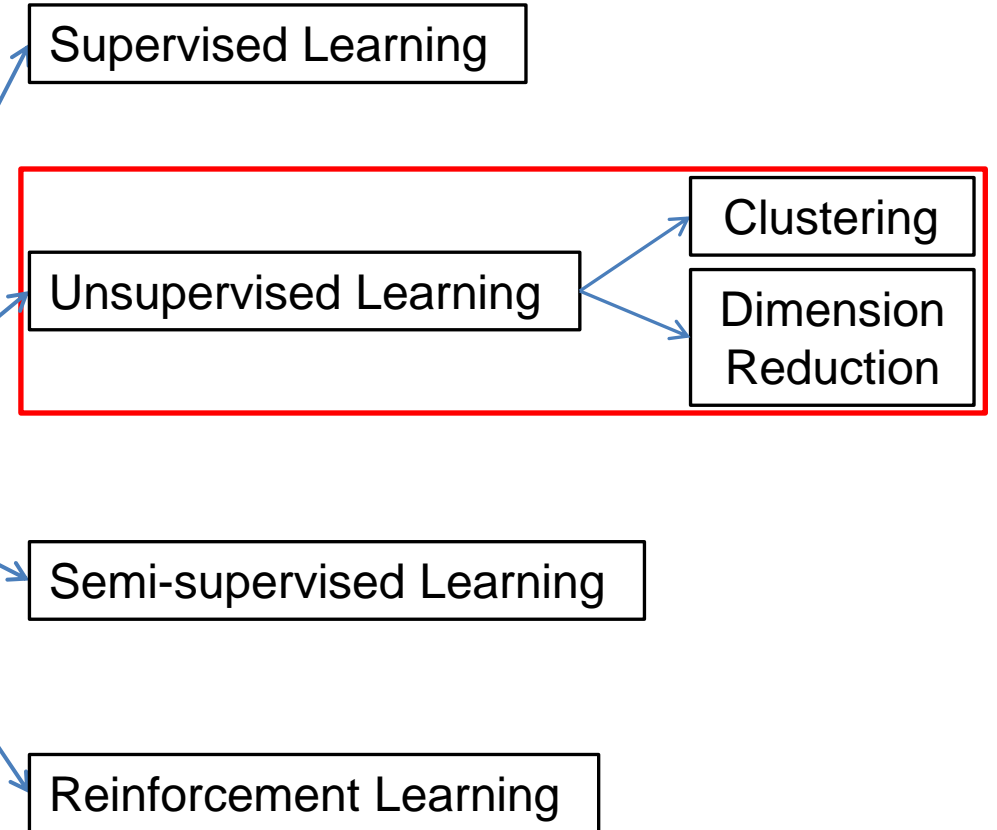 Supervised Learning
Clustering
Unsupervised Learning
Dimension
Reduction
Semi-supervised Learning
Reinforcement Learning